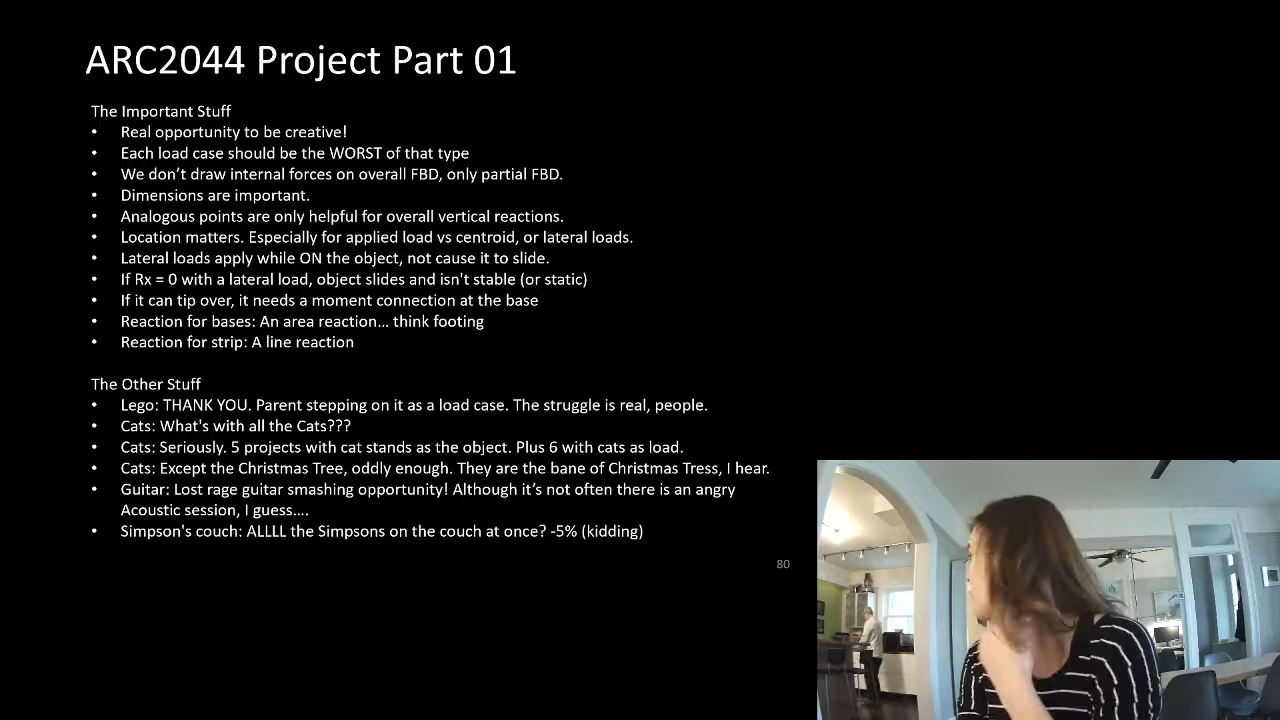 ARC2044 Project Part 01
The Important Stuff
• Real opportunity to be creative!
• Each load case should be the WORST of that type
• We don’t draw internal forces on overall FBD, only partial FBD.
• Dimensions are important.
• Analogous points are only helpful for overall vertical reactions.
• Location matters. Especially for applied load vs centroid, or lateral loads.
• Lateral loads apply while ON the object, not cause it to slide.
• If Rx = 0 with a lateral load, object slides and isn't stable (or static)
• If it can tip over, it needs a moment connection at the base
• Reaction for bases: An area reaction… think footing
• Reaction for strip: A line reaction
The Other Stuff
• Lego: THANK YOU. Parent stepping on it as a load case. The struggle is real, people.
• Cats: What's with all the Cats???
• Cats: Seriously. 5 projects with cat stands as the object. Plus 6 with cats as load.
• Cats: Except the Christmas Tree, oddly enough. They are the bane of Christmas Tress, I hear.
• Guitar: Lost rage guitar smashing opportunity! Although it’s not often there is an angry
Acoustic session, I guess….
• Simpson's couch: ALLLL the Simpsons on the couch at once? -5% (kidding)
80